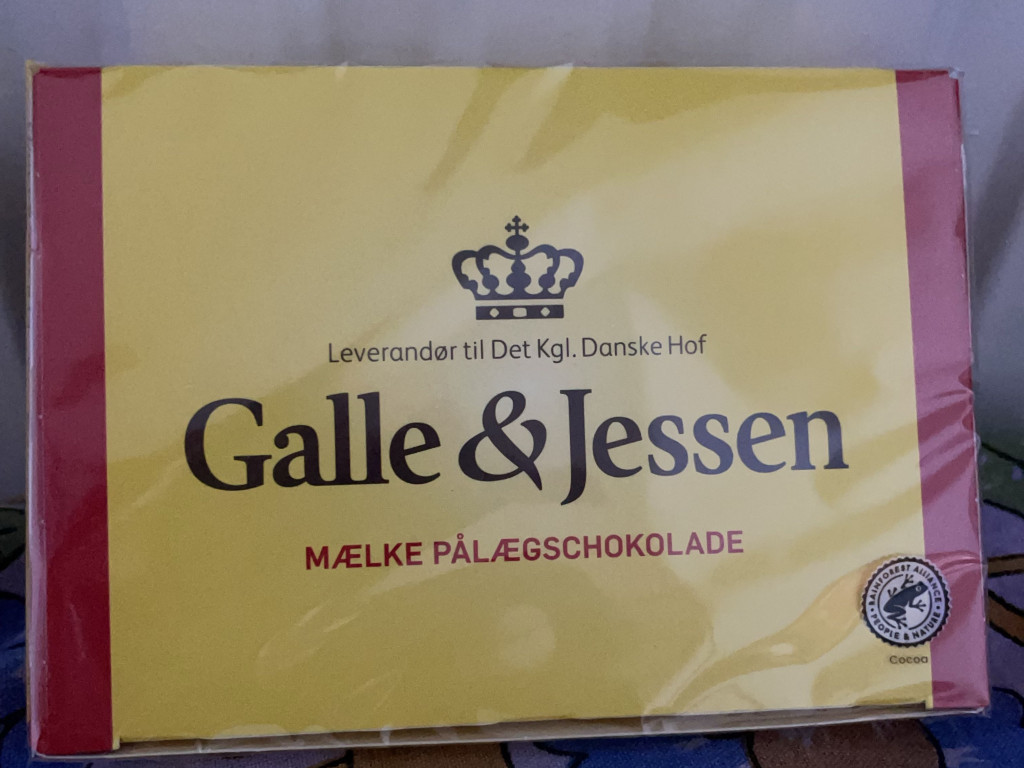 Leverandør til Det Kgl. Danske Hof
Galle & Jessen
MÆLKE PÅLÆGSCHOKOLADE
RAINFOREST ALLIANCE
PEOPLE & NATURE
Cocoa